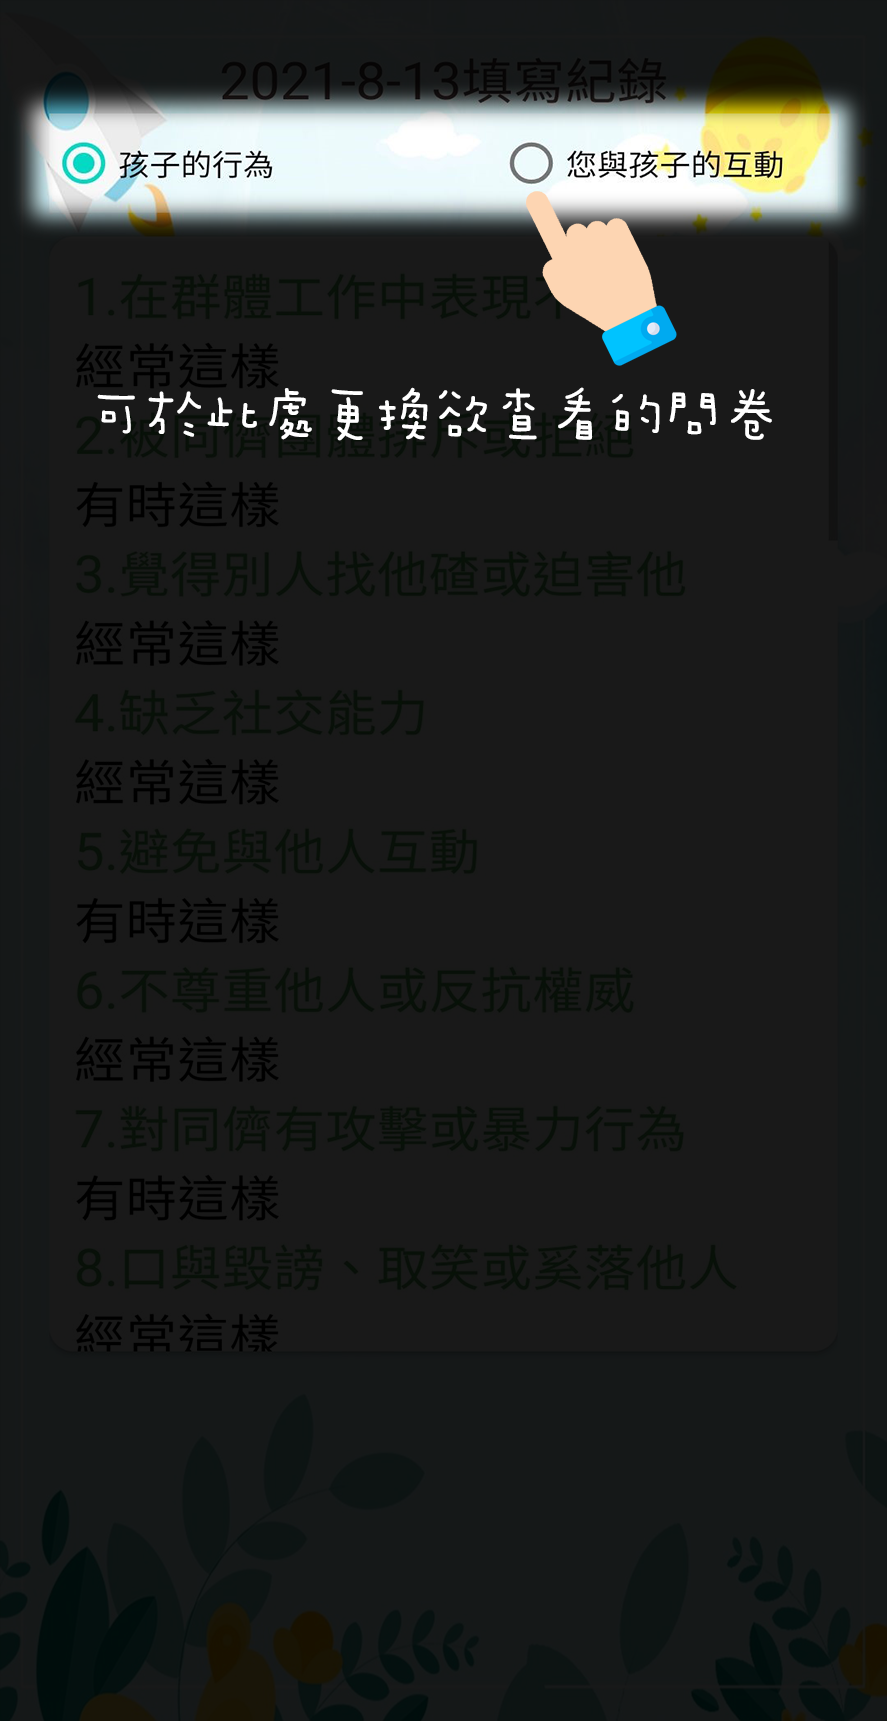 2021-8-13填寫紀錄
孩子的行為
您與孩子的互動
1.在群體工作中表現不
經常這樣
可於此處更換欲查看的問卷
2.被同儕團體排斥或拒絕
有時這樣
3.覺得別人找他碴或迫害他
經常這樣
4.缺乏社交能力
經常這樣
5.避免與他人互動
有時這樣
6.不尊重他人或反抗權威
經常這樣
7.對同儕有攻擊或暴力行為
有時這樣
8.口與毀謗、取笑或奚落他人
經常這樣